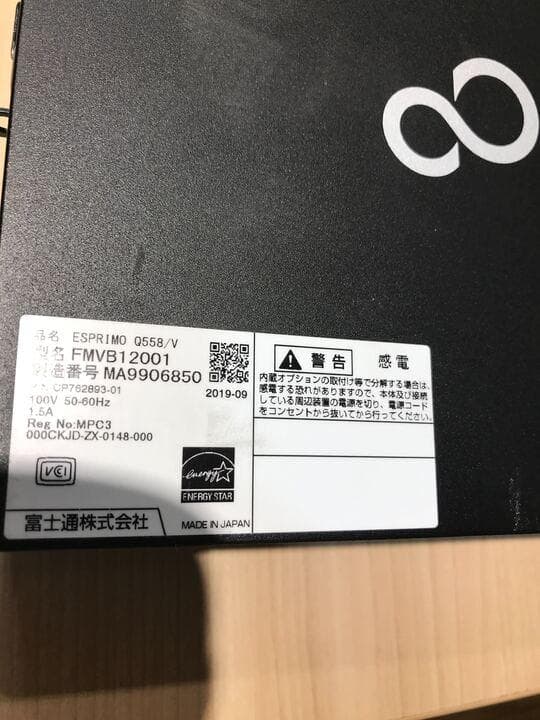 品名 ESPRIMO Q558/V
型名 FMVB12001
製造番号 MA9906850
CP762893-01
2019-09
100V 50-60Hz
1.5A
Reg No:MPC3
000CKJD-ZX-0148-000
VCI
energy
ENERGY STAR
富士通株式会社
MADE IN JAPAN
警告 感電
内蔵オプションの取付け等で分解する場合は、
感電する恐れがありますので、本体及び接続
している周辺装置の電源を切り、電源コード
をコンセントから抜いてから行ってください。